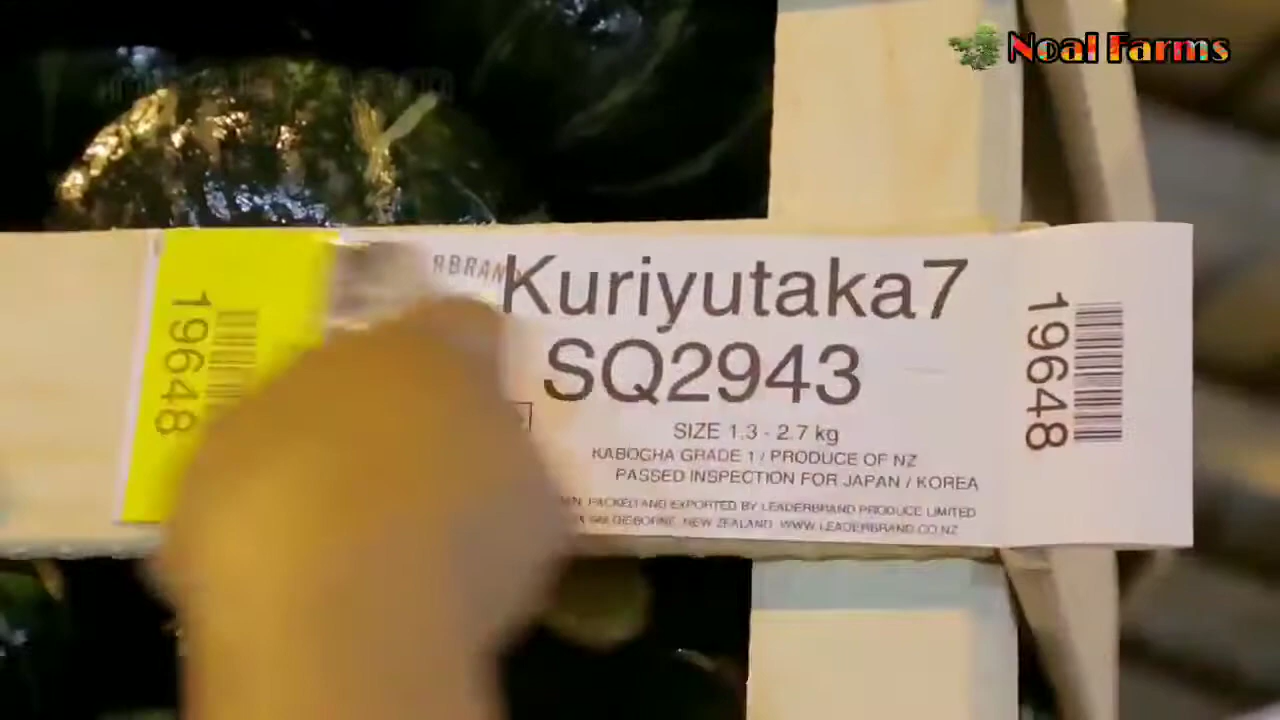 Noal Farms
Kuriyutaka7
SQ2943
SIZE 1.3 - 2.7 kg
KABOCHA GRADE 1 / PRODUCE OF NZ
PASSED INSPECTION FOR JAPAN / KOREA
PACKED AND EXPORTED BY LEADERBRAND PRODUCE LIMITED
GISBORNE, NEW ZEALAND. WWW.LEADERBRAND.CO.NZ
19648
19648